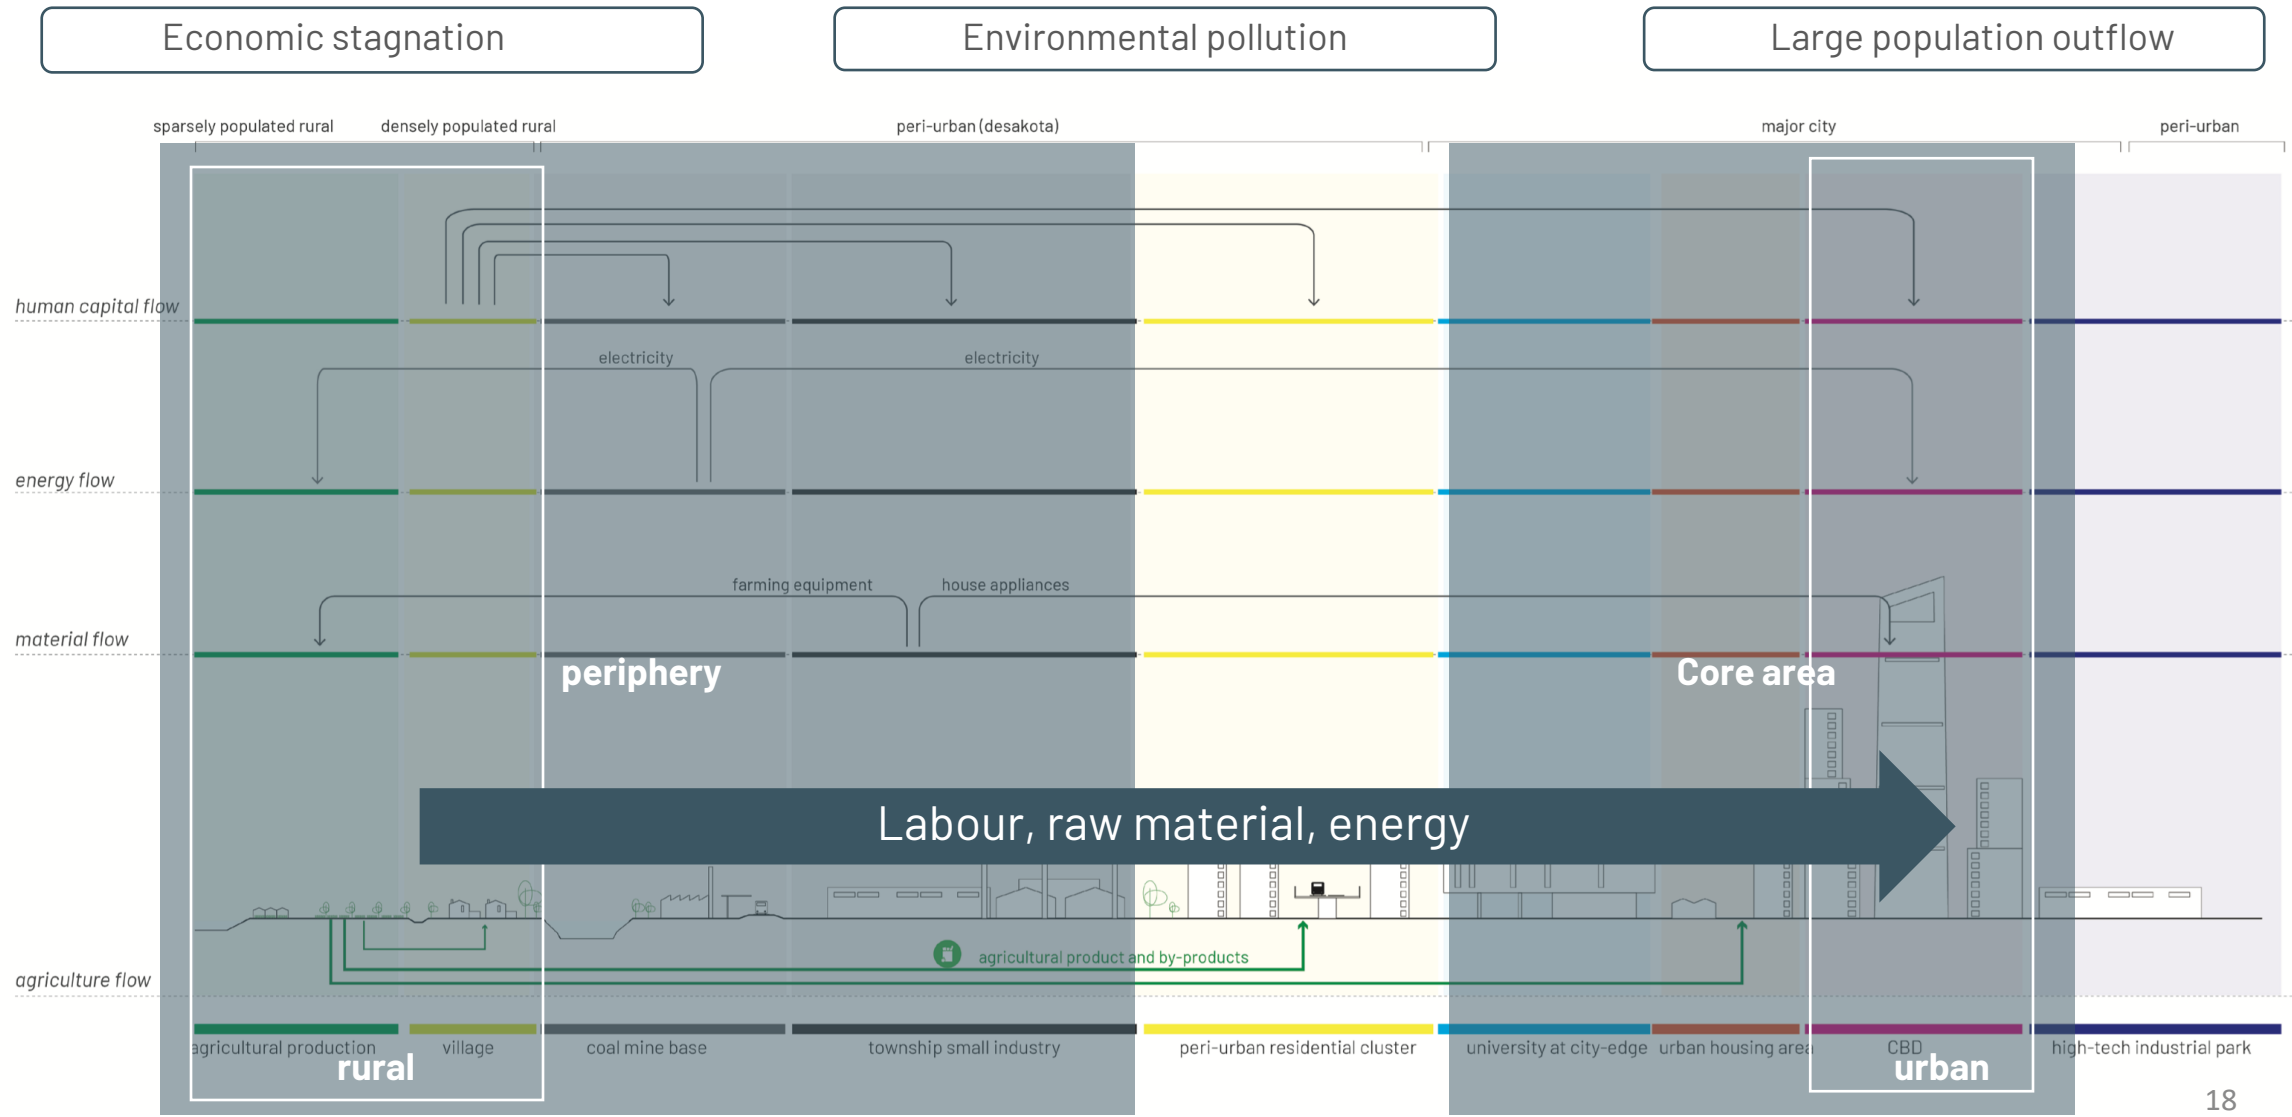 Economic stagnation
Environmental pollution
Large population outflow
sparsely populated rural
densely populated rural
peri-urban (desakota)
major city
peri-urban
human capital flow
electricity
electricity
energy flow
farming equipment
house appliances
material flow
periphery
Core area
Labour, raw material, energy
agricultural product and by-products
agriculture flow
agricultural production
village
coal mine base
township small industry
peri-urban residential cluster
university at city-edge
urban housing area
CBD
high-tech industrial park
rural
urban
18